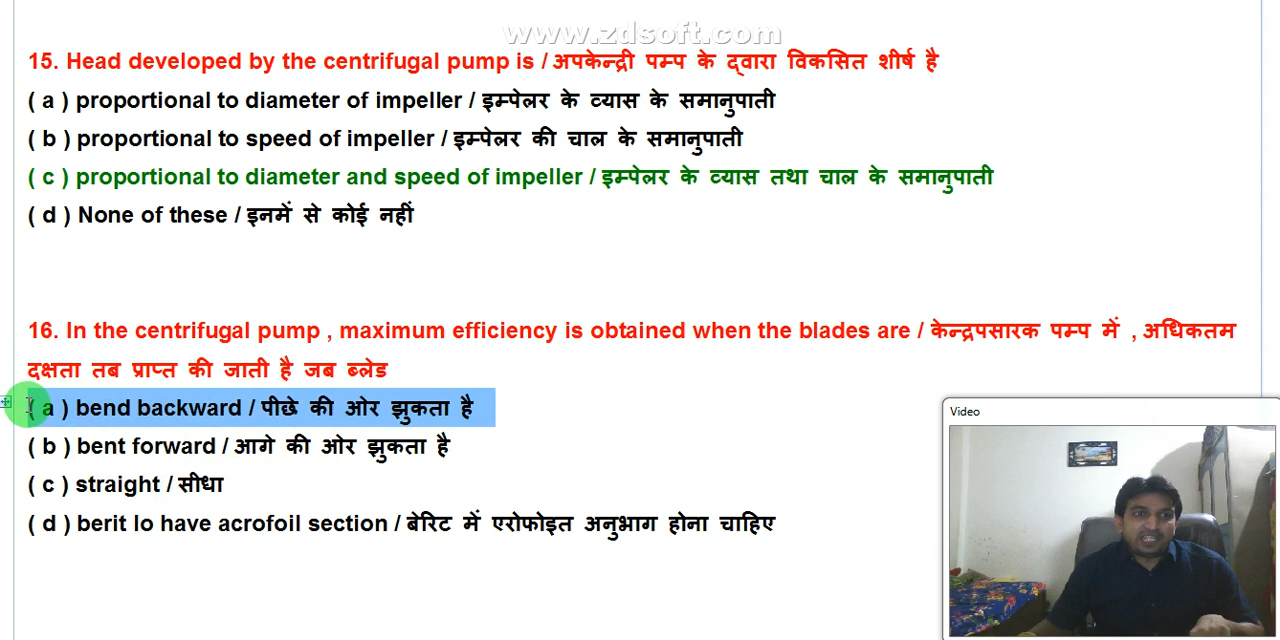 www.zdsoft.com
15. Head developed by the centrifugal pump is / अपकेन्द्री पम्प के द्वारा विकसित शीर्ष है
( a ) proportional to diameter of impeller / इम्पेलर के व्यास के समानुपाती
( b ) proportional to speed of impeller / इम्पेलर की चाल के समानुपाती
( c ) proportional to diameter and speed of impeller / इम्पेलर के व्यास तथा चाल के समानुपाती
( d ) None of these / इनमें से कोई नहीं
16. In the centrifugal pump , maximum efficiency is obtained when the blades are / केन्द्रपसारक पम्प में , अधिकतम
दक्षता तब प्राप्त की जाती है जब ब्लेड
( a ) bend backward / पीछे की ओर झुकता है
( b ) bent forward / आगे की ओर झुकता है
( c ) straight / सीधा
( d ) berit lo have acrofoil section / बेरिट में एरोफोइत अनुभाग होना चाहिए
Video